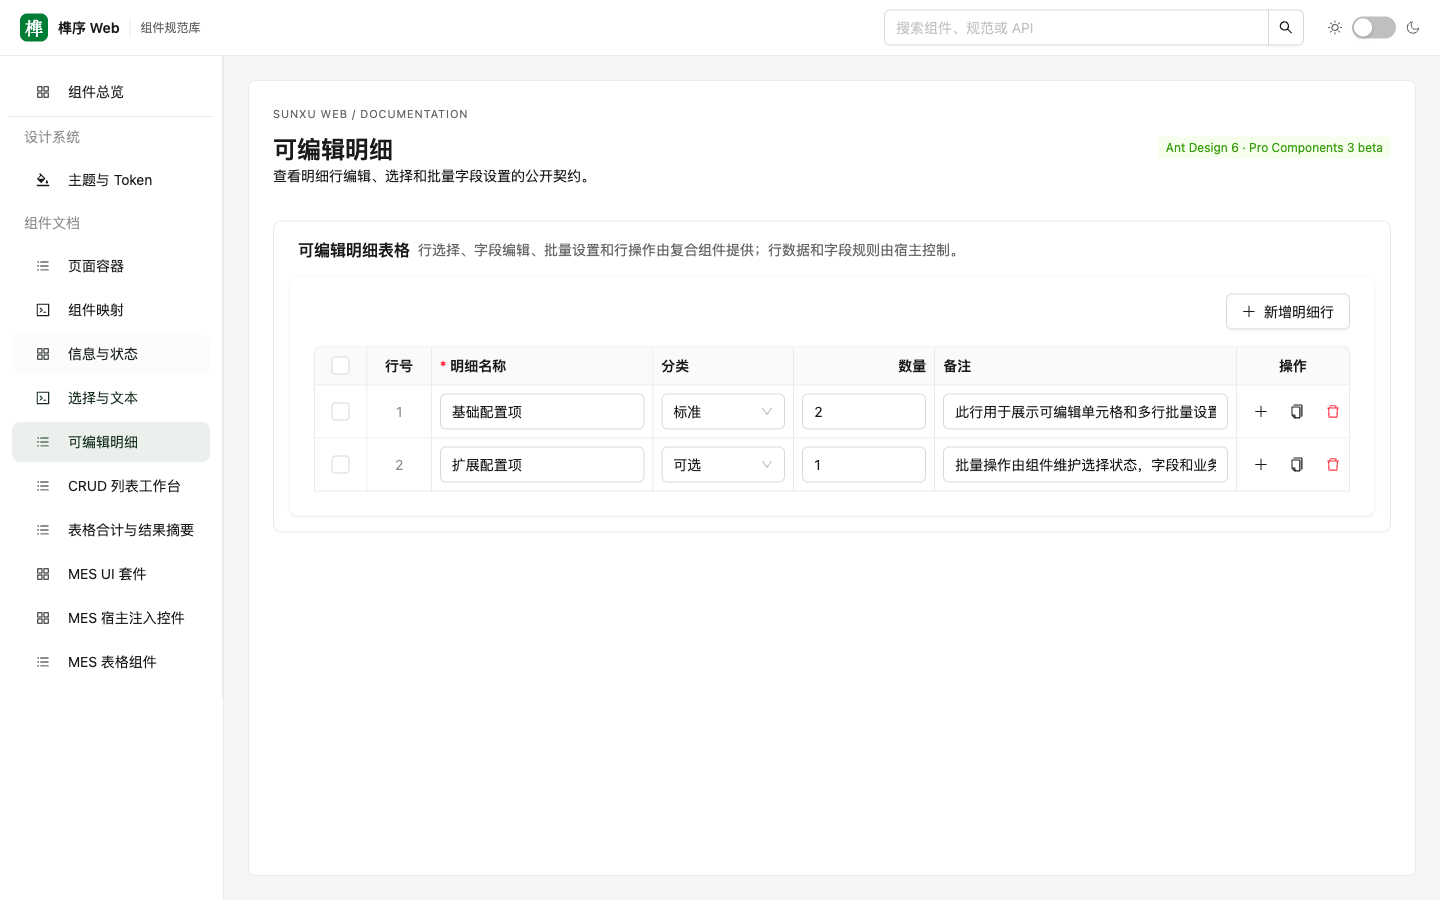 榫 榫序 Web 组件规范库
搜索组件、规范或 API
组件总览
设计系统
主题与 Token
组件文档
页面容器
组件映射
信息与状态
选择与文本
可编辑明细
CRUD 列表工作台
表格合计与结果摘要
MES UI 套件
MES 宿主注入控件
MES 表格组件
SUNXU WEB / DOCUMENTATION
可编辑明细
Ant Design 6 · Pro Components 3 beta
查看明细行编辑、选择和批量字段设置的公开契约。
可编辑明细表格 行选择、字段编辑、批量设置和行操作由复合组件提供；行数据和字段规则由宿主控制。
新增明细行
行号 * 明细名称 分类 数量 备注 操作
1 基础配置项 标准 2 此行用于展示可编辑单元格和多行批量设置
2 扩展配置项 可选 1 批量操作由组件维护选择状态，字段和业务